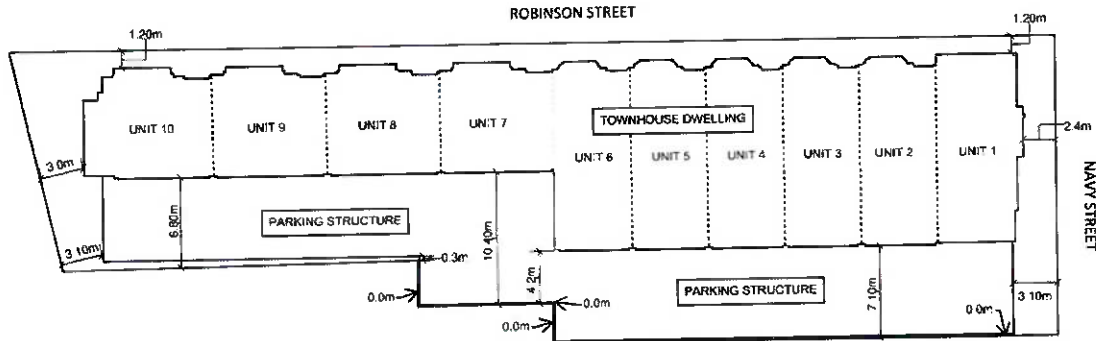 ROBINSON STREET
1.20m
1.20m
UNIT 10
UNIT 9
UNIT 8
UNIT 7
TOWNHOUSE DWELLING
UNIT 6
UNIT 5
UNIT 4
UNIT 3
UNIT 2
UNIT 1
2.4m
NAVY STREET
3.0m
6.80m
PARKING STRUCTURE
10.40m
3.10m
0.3m
4.2m
PARKING STRUCTURE
7.10m
3.10m
0.0m
0.0m
0.0m
0.0m